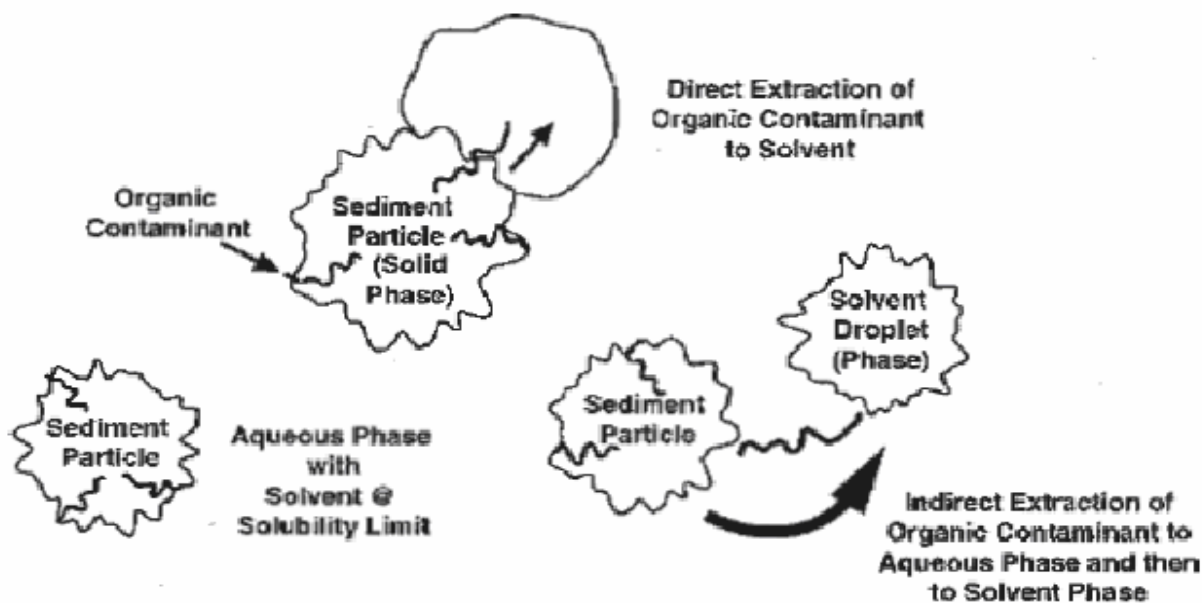 Direct Extraction of
Organic Contaminant
to Solvent
Organic
Contaminant
Sediment
Particle
(Solid
Phase)
Solvent
Droplet
(Phase)
Sediment
Particle
Aqueous Phase
with
Solvent @
Solubility Limit
Sediment
Particle
Indirect Extraction of
Organic Contaminant to
Aqueous Phase and then
to Solvent Phase